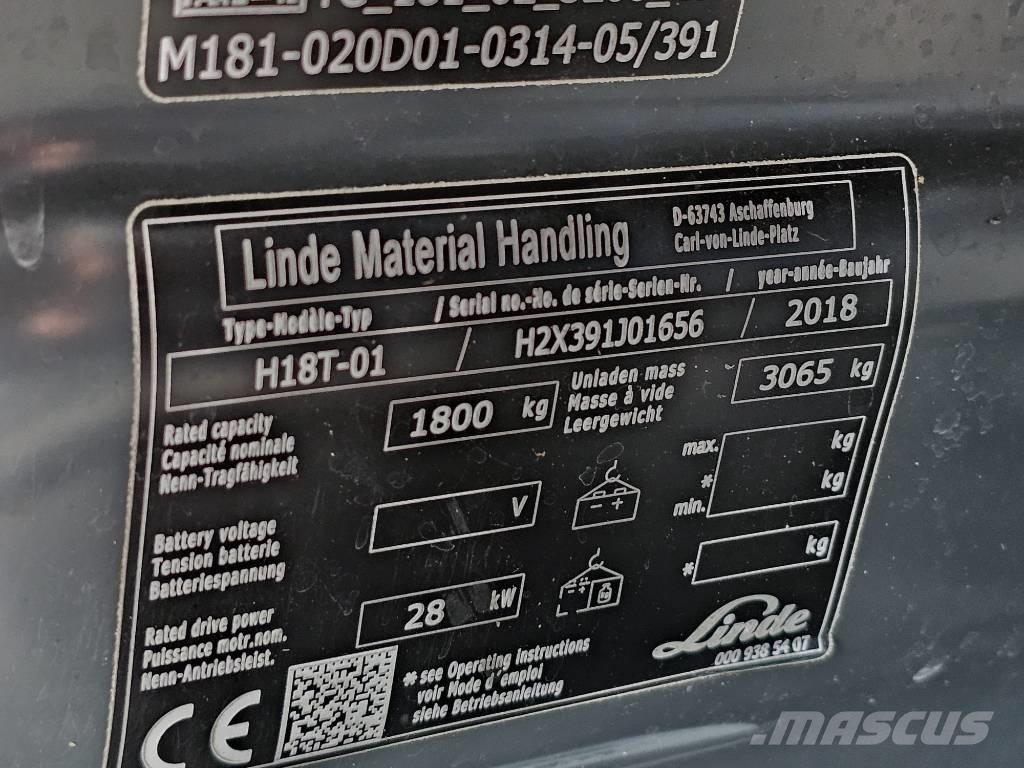 M181-020D01-0314-05/391
Linde Material Handling
D-63743 Aschaffenburg
Carl-von-Linde-Platz
Type-Modèle-Typ / Serial no.-No. de série-Serien-Nr. / year-année-Baujahr
H18T-01 / H2X391J01656 / 2018
Rated capacity
Capacité nominale
Nenn-Tragfähigkeit
1800 kg
Unladen mass
Masse à vide
Leergewicht
3065 kg
Battery voltage
Tension batterie
Batteriespannung
V
max. kg
* kg
min.
* kg
Rated drive power
Puissance motr.nom.
Nenn-Antriebsleist.
28 kW
CE
* see Operating Instructions
voir Mode d'emploi
siehe Betriebsanleitung
Linde
000 938 54 07
MASCUS